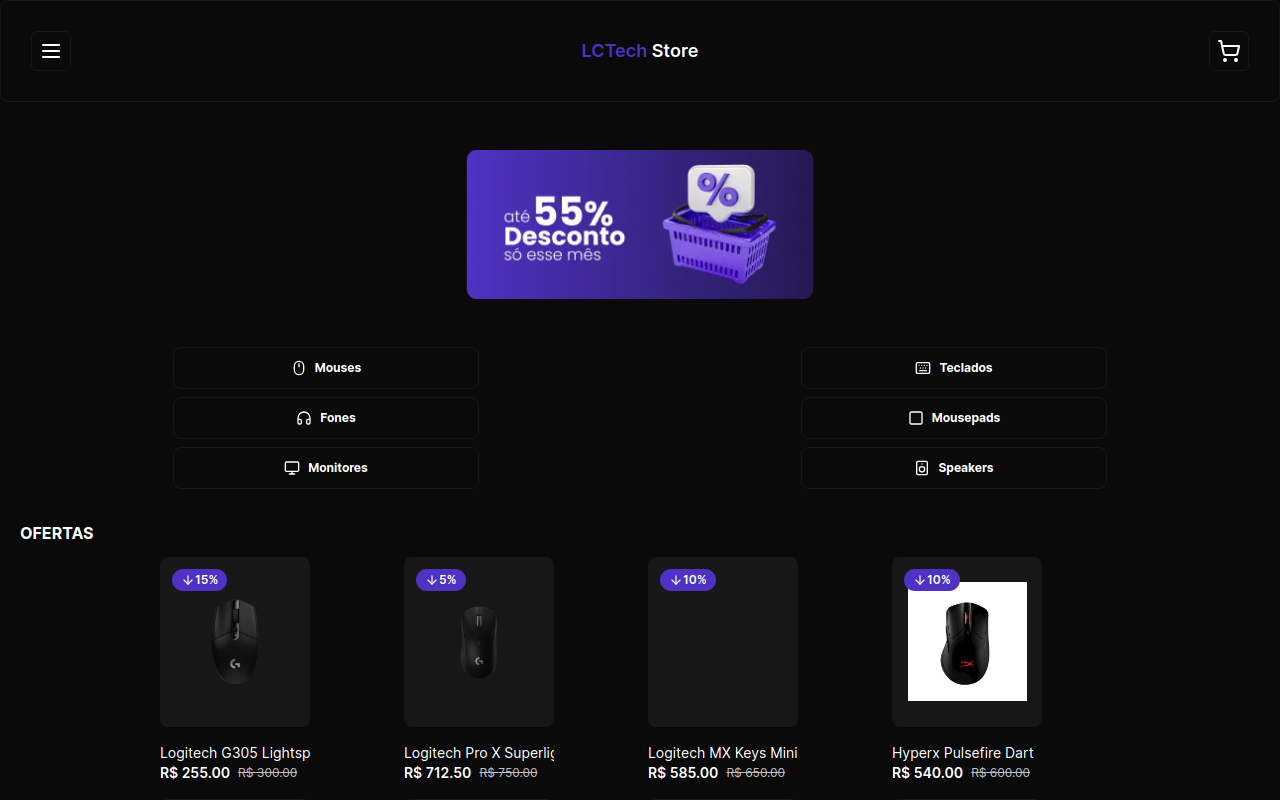 LCTech Store
até 55%
Desconto
só esse mês
Mouses
Teclados
Fones
Mousepads
Monitores
Speakers
OFERTAS
15%
5%
10%
10%
Logitech G305 Lightsp
Logitech Pro X Superlig
Logitech MX Keys Mini
Hyperx Pulsefire Dart
R$ 255.00 R$ 300.00
R$ 712.50 R$ 750.00
R$ 585.00 R$ 650.00
R$ 540.00 R$ 600.00